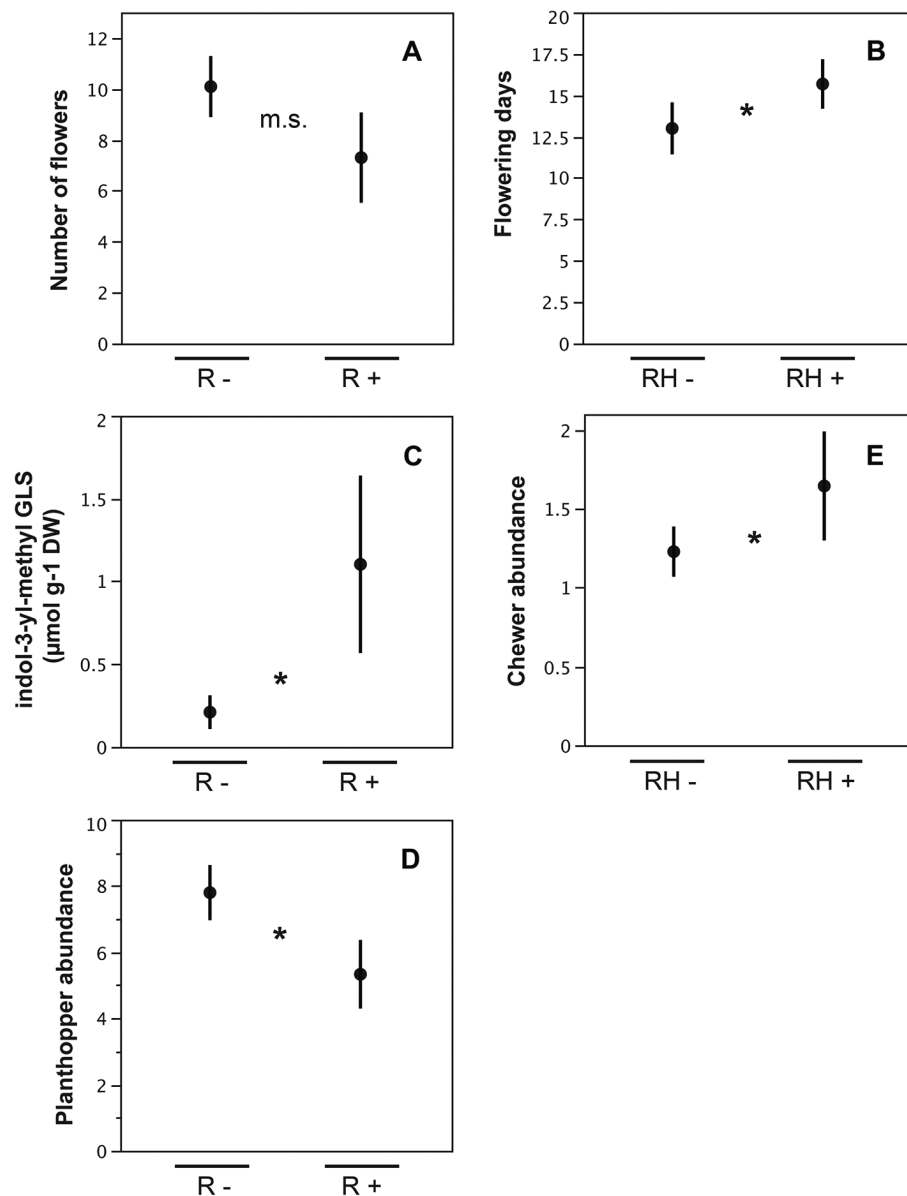 A
Number of flowers
12
10
8
6
4
2
0
m.s.
R -
R +
B
Flowering days
20
17.5
15
12.5
10
7.5
5
2.5
0
*
RH -
RH +
C
indol-3-yl-methyl GLS
(µmol g-1 DW)
2
1.5
1
0.5
0
*
R -
R +
E
Chewer abundance
2
1.5
1
0.5
0
*
RH -
RH +
D
Planthopper abundance
10
8
6
4
2
0
*
R -
R +